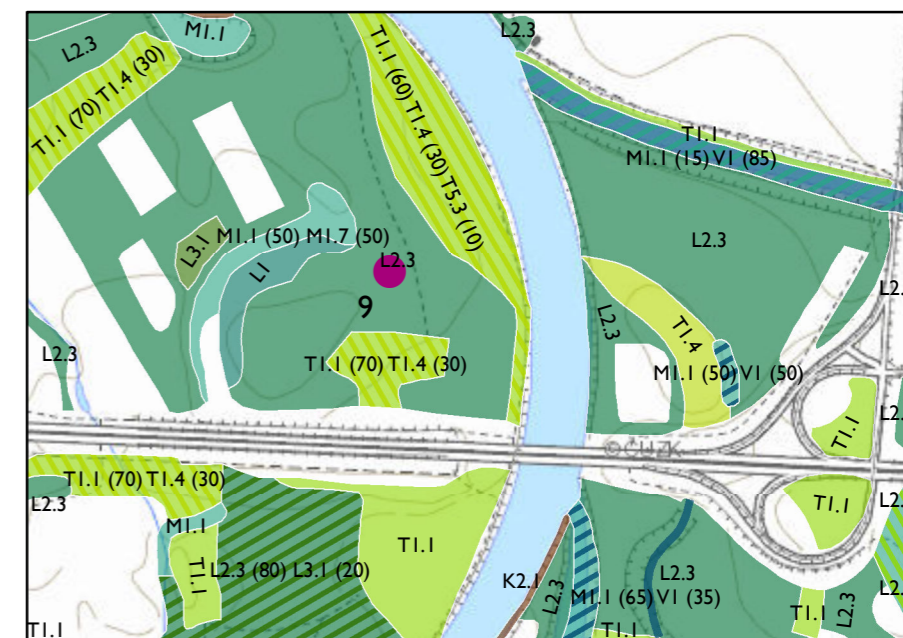 L2.3
M1.1
T1.1 (70) T1.4 (30)
T1.1 (60) T1.4 (30) T5.3 (10)
L2.3
T1.1
M1.1 (15) V1 (85)
L3.1
M1.1 (50) M1.7 (50)
L1
L2.3
9
L2.3
L2.
L2.3
L2.3
T1.4
T1.1 (70) T1.4 (30)
M1.1 (50) V1 (50)
T1.1
L2.
© ČÚZK
T1.1 (70) T1.4 (30)
L2.3
L2.
T1.1
M1.1
T1.1
T1.1
L2.3 (80) L3.1 (20)
K2.1
L2.3
L2.3
M1.1 (65) V1 (35)
L2.
T1.1
L2.3
T1.1
T1.1